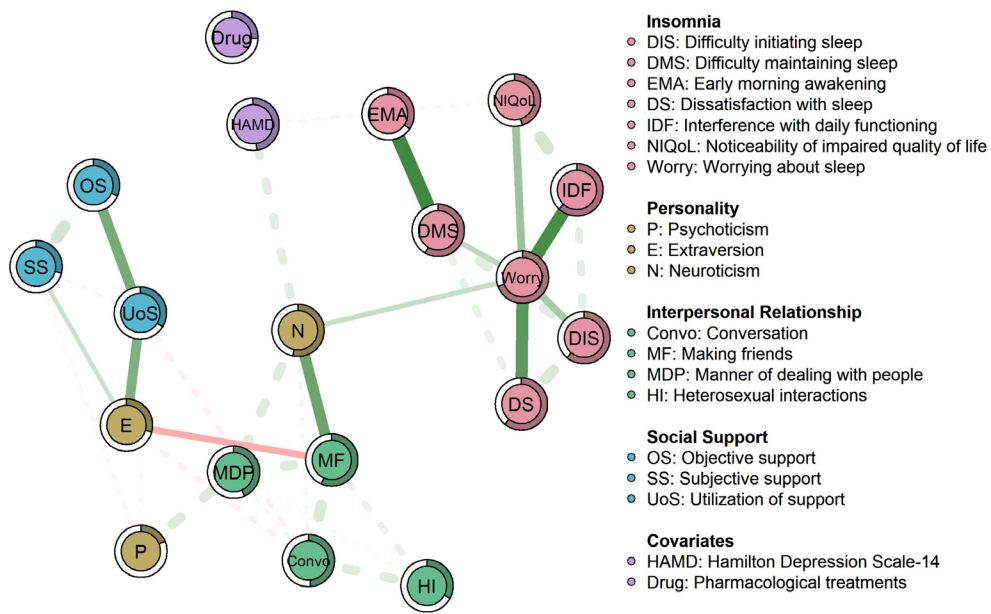 Drug
HAMD
EMA
NIQoL
OS
IDF
DMS
SS
Worry
UoS
N
DIS
DS
E
MF
MDP
P
Convo
HI
Insomnia
DIS: Difficulty initiating sleep
DMS: Difficulty maintaining sleep
EMA: Early morning awakening
DS: Dissatisfaction with sleep
IDF: Interference with daily functioning
NIQoL: Noticeability of impaired quality of life
Worry: Worrying about sleep
Personality
P: Psychoticism
E: Extraversion
N: Neuroticism
Interpersonal Relationship
Convo: Conversation
MF: Making friends
MDP: Manner of dealing with people
HI: Heterosexual interactions
Social Support
OS: Objective support
SS: Subjective support
UoS: Utilization of support
Covariates
HAMD: Hamilton Depression Scale-14
Drug: Pharmacological treatments